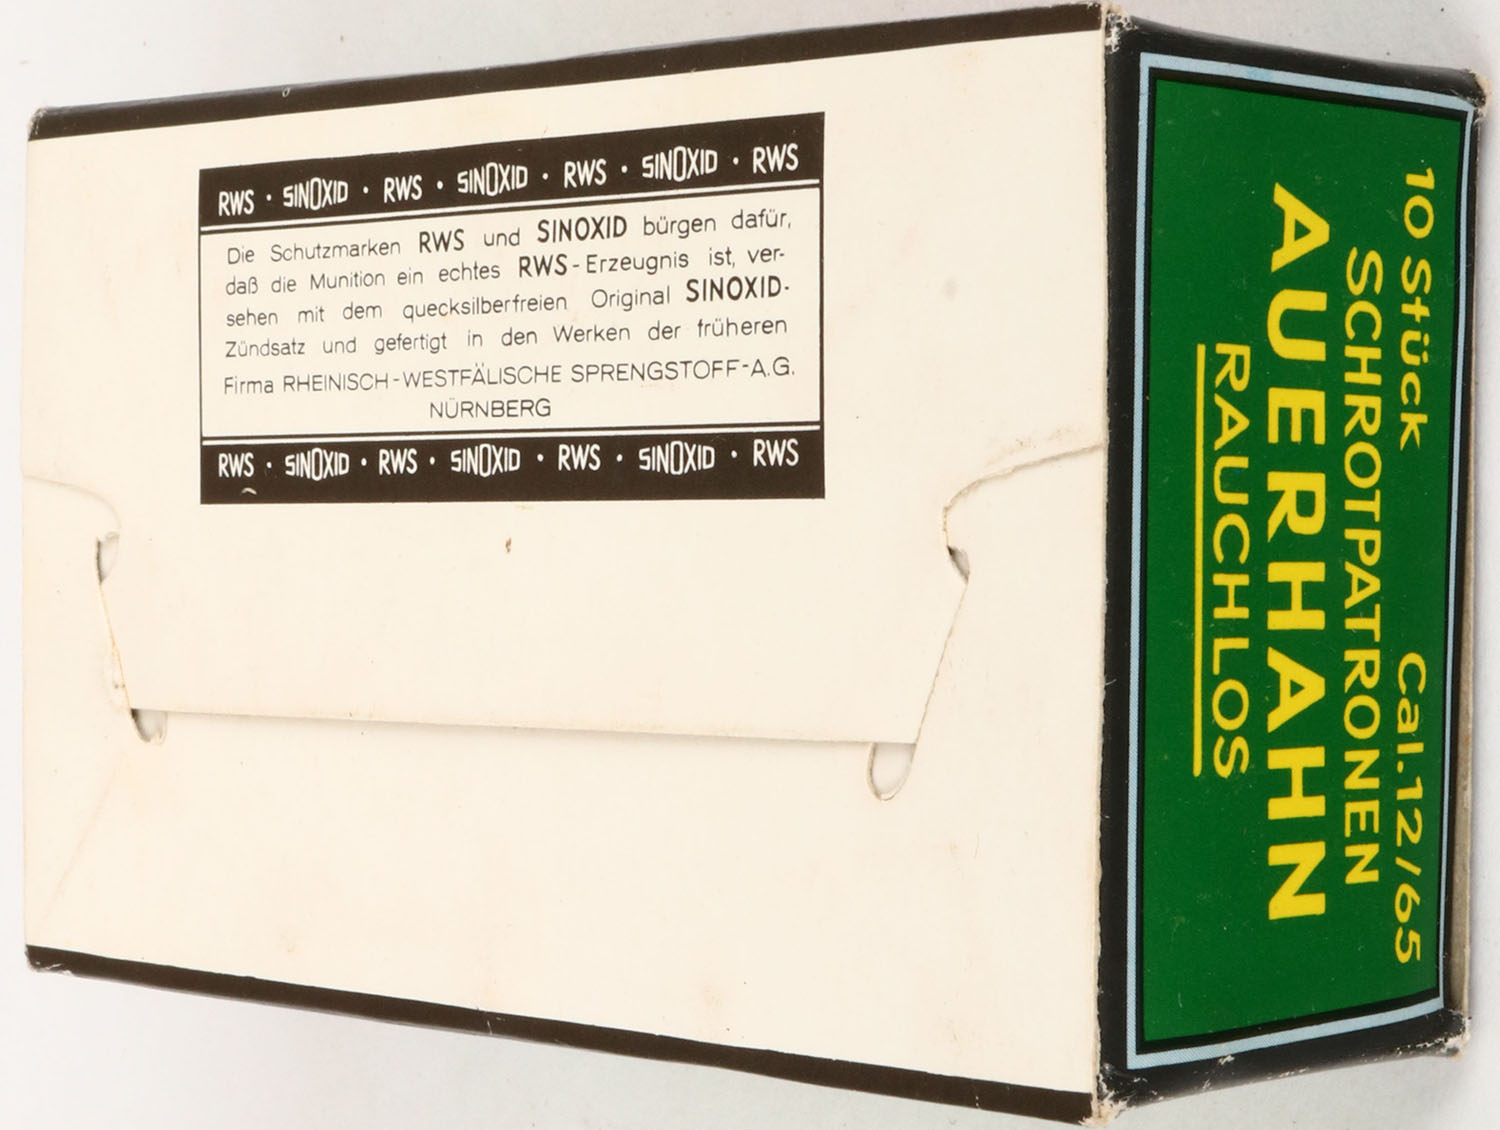 RWS · SINOXID · RWS · SINOXID · RWS · SINOXID · RWS
Die Schutzmarken RWS und SINOXID bürgen dafür,
daß die Munition ein echtes RWS-Erzeugnis ist, ver-
sehen mit dem quecksilberfreien Original SINOXID-
Zündsatz und gefertigt in den Werken der früheren
Firma RHEINISCH-WESTFÄLISCHE SPRENGSTOFF-A.G.
NÜRNBERG
RWS · SINOXID · RWS · SINOXID · RWS · SINOXID · RWS
10 Stück Cal. 12/65
SCHROTPATRONEN
AUERHAHN
RAUCHLOS